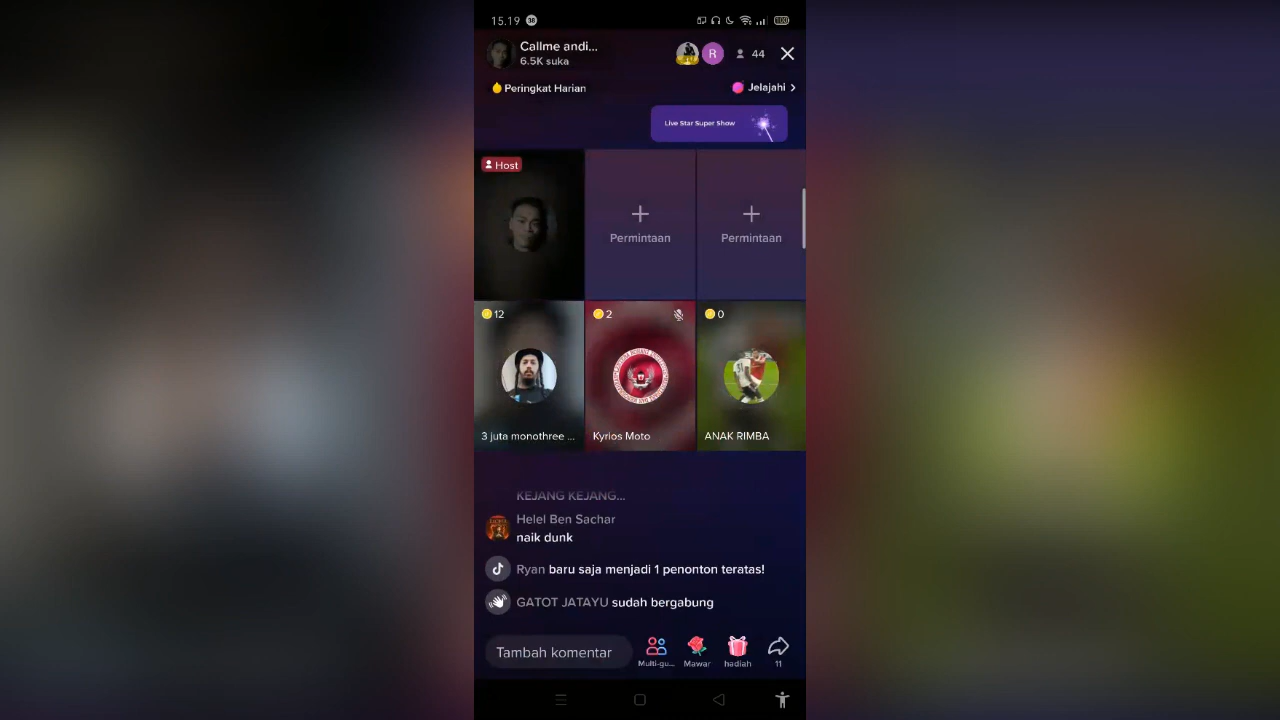 15.19 38
100
Callme andi...
6.5K suka
R
44
Peringkat Harian
Jelajahi
Live Star Super Show
Host
Permintaan
Permintaan
12
2
0
3 juta monothree ...
Kyrios Moto
ANAK RIMBA
KEJANG KEJANG...
Helel Ben Sachar
naik dunk
Ryan baru saja menjadi 1 penonton teratas!
GATOT JATAYU sudah bergabung
Tambah komentar
Multi-gu...
Mawar
hadiah
11